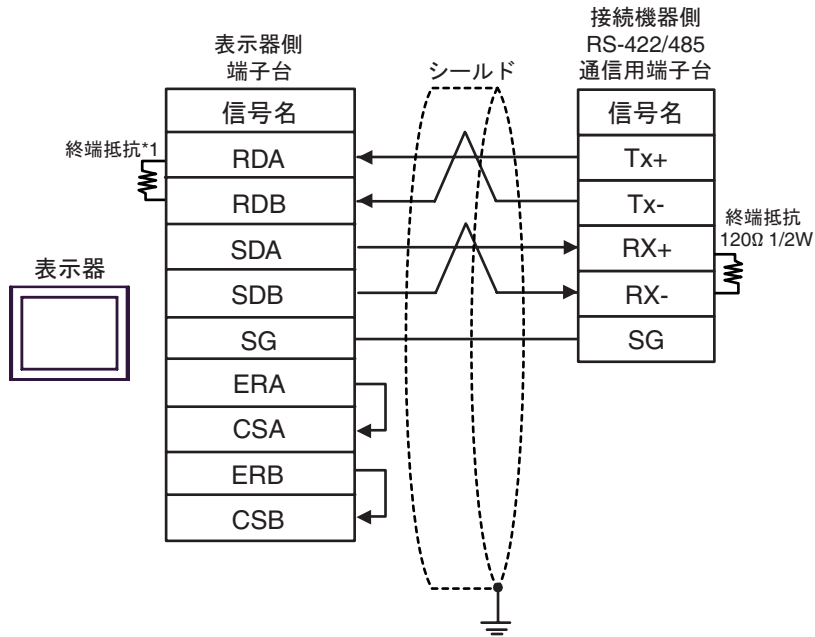 接続機器側
RS-422/485
通信用端子台
表示器側
端子台
シールド
信号名
信号名
終端抵抗*1
RDA
Tx+
RDB
Tx-
終端抵抗
120Ω 1/2W
SDA
RX+
表示器
SDB
RX-
SG
SG
ERA
CSA
ERB
CSB